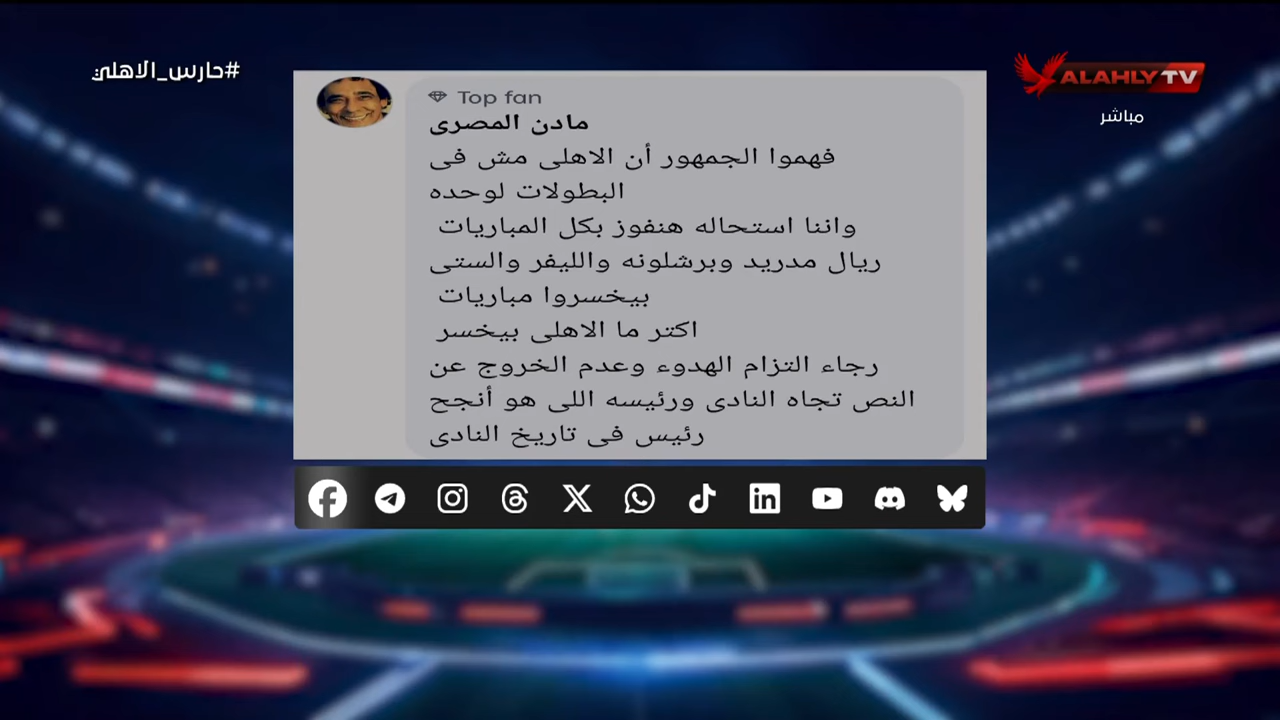 #حارس_الاهلي
ALAHLY TV
مباشر
Top fan
مادن المصرى
فهموا الجمهور أن الاهلى مش فى
البطولات لوحده
واننا استحاله هنفوز بكل المباريات
ريال مدريد وبرشلونه والليفر والستى
بيخسروا مباريات
اكتر ما الاهلى بيخسر
رجاء التزام الهدوء وعدم الخروج عن
النص تجاه النادى ورئيسه اللى هو أنجح
رئيس فى تاريخ النادى